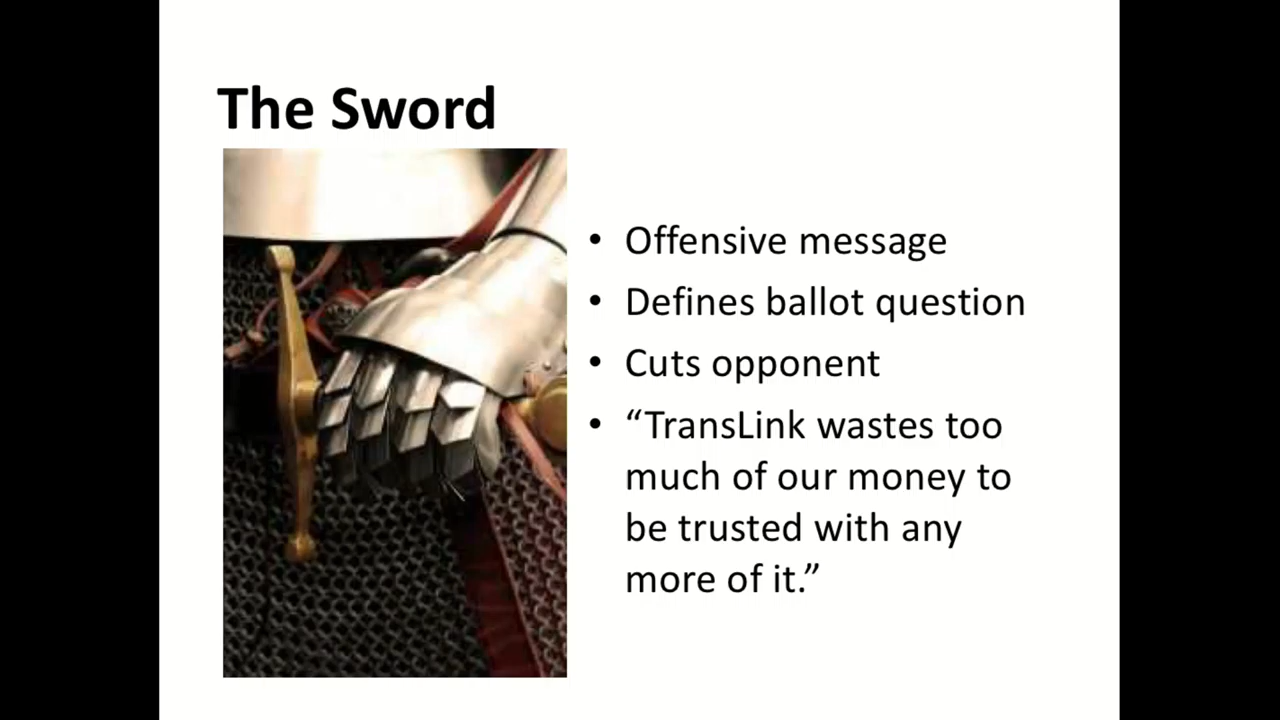 The Sword
• Offensive message
• Defines ballot question
• Cuts opponent
• “TransLink wastes too
much of our money to
be trusted with any
more of it.”